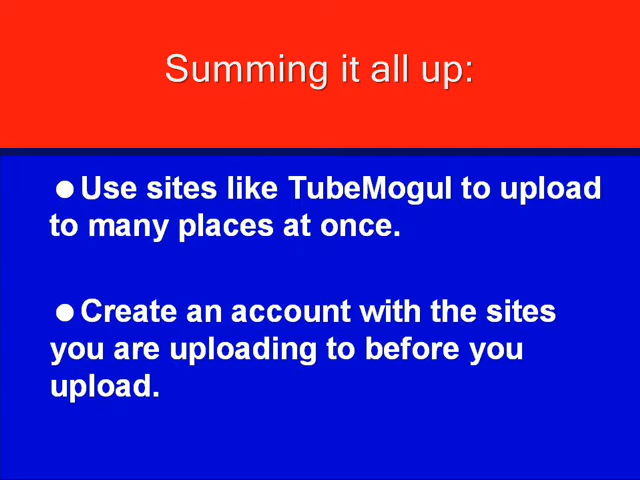 Summing it all up:
●Use sites like TubeMogul to upload
to many places at once.
●Create an account with the sites
you are uploading to before you
upload.